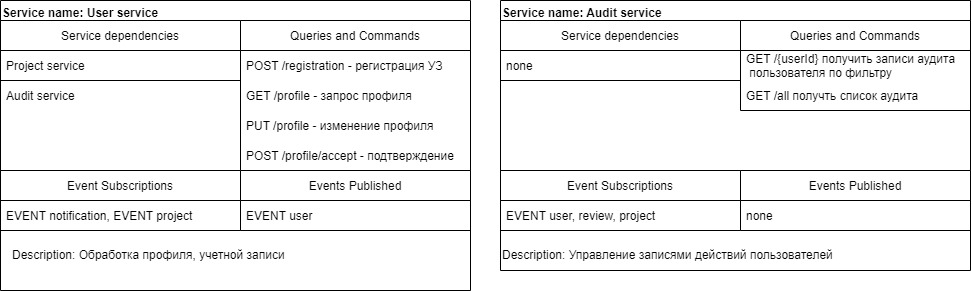 Service name: User service
Service dependencies
Queries and Commands
Project service
Audit service
POST /registration - регистрация УЗ
GET /profile - запрос профиля
PUT /profile - изменение профиля
POST /profile/accept - подтверждение
Event Subscriptions
Events Published
EVENT notification, EVENT project
EVENT user
Description: Обработка профиля, учетной записи
Service name: Audit service
Service dependencies
Queries and Commands
none
GET /{userId} получить записи аудита
пользователя по фильтру
GET /all получть список аудита
Event Subscriptions
Events Published
EVENT user, review, project
none
Description: Управление записями действий пользователей